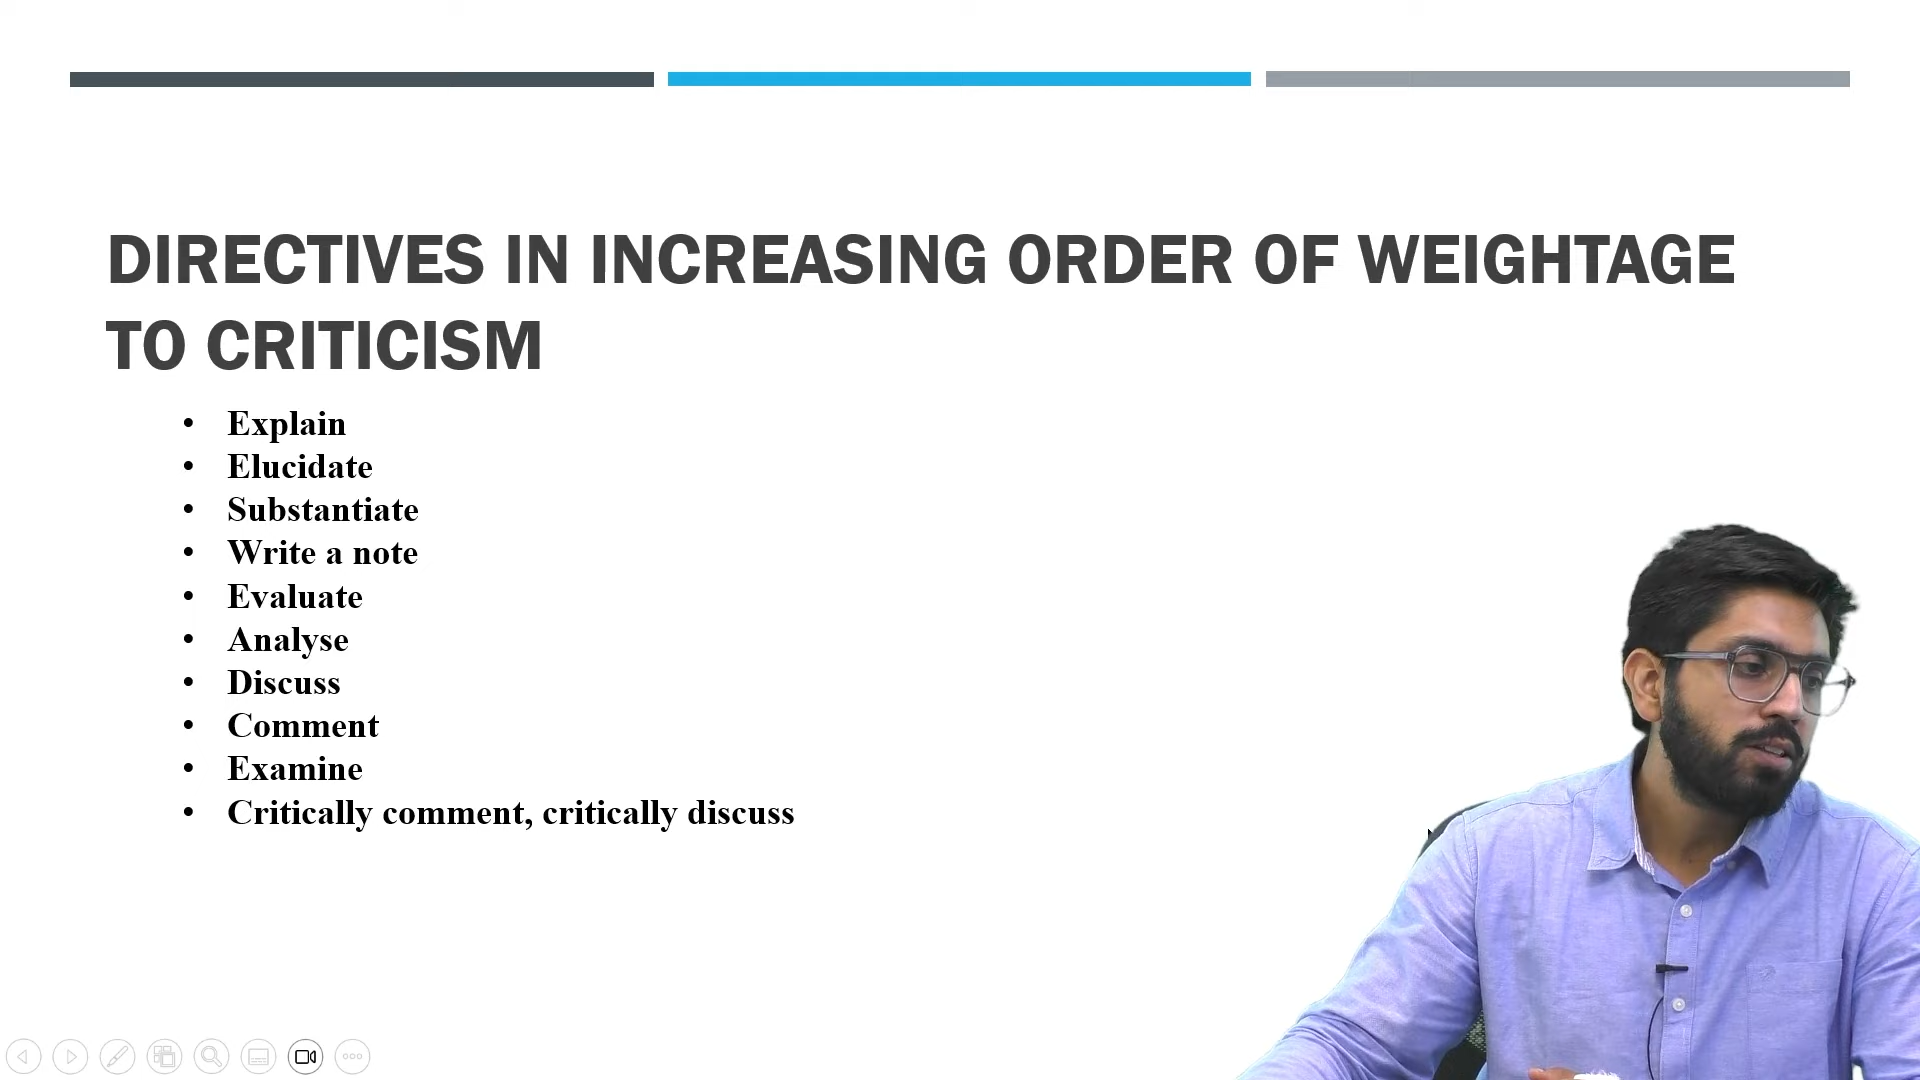 DIRECTIVES IN INCREASING ORDER OF WEIGHTAGE
TO CRITICISM
• Explain
• Elucidate
• Substantiate
• Write a note
• Evaluate
• Analyse
• Discuss
• Comment
• Examine
• Critically comment, critically discuss